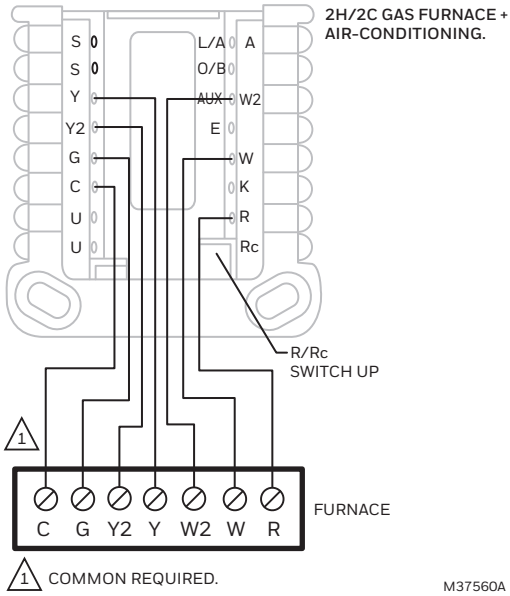 2H/2C GAS FURNACE +
AIR-CONDITIONING.
S
S
Y
Y2
G
C
U
U
L/A A
O/B
AUX W2
E
W
K
R
Rc
R/Rc
SWITCH UP
1
C G Y2 Y W2 W R
FURNACE
1 COMMON REQUIRED.
M37560A